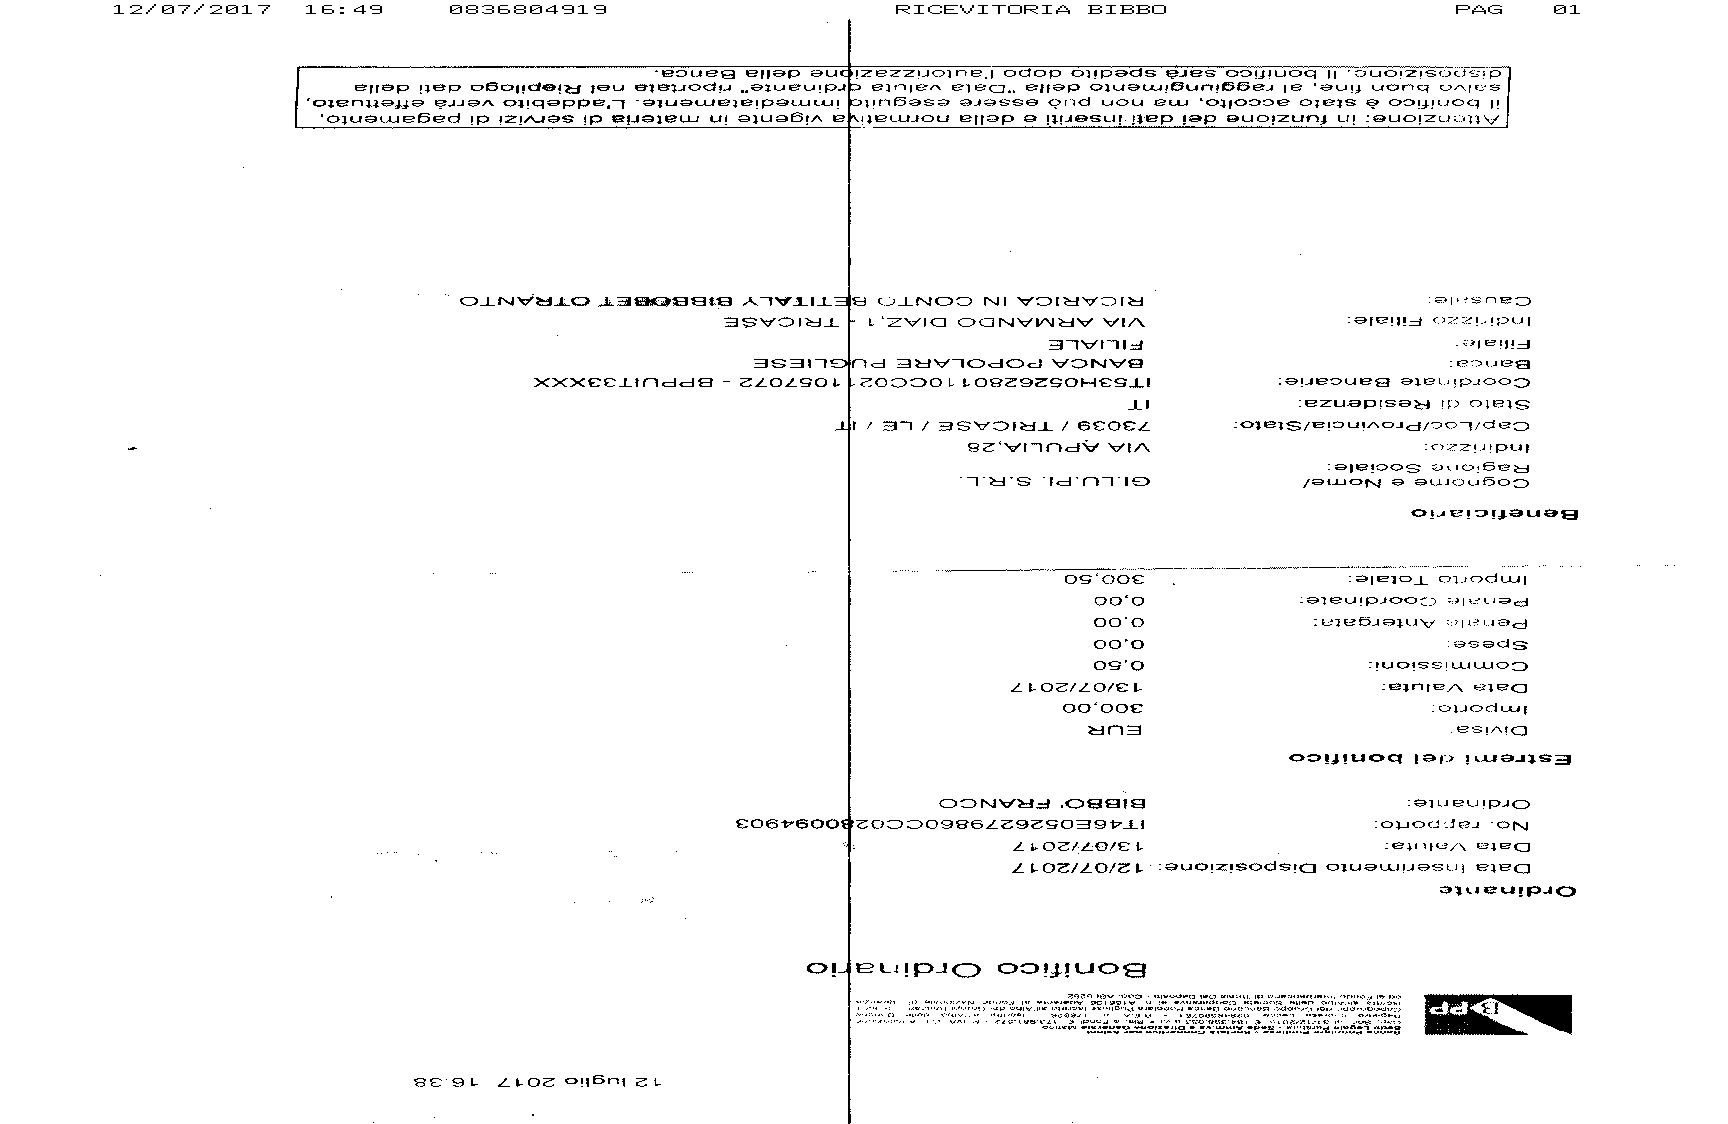 12/07/2017 16:49 0836804919 RICEVITORIA BIBBO PAG 01
12 luglio 2017 16:38
BPP
Bonifico Ordinario
Ordinante
Data Inserimento Disposizione: 12/07/2017
Data Valuta: 13/07/2017
No. rapporto: IT46E0526279860CC0280094903
Ordinante: BIBBO' FRANCO
Estremi del bonifico
Divisa: EUR
Importo: 300,00
Data Valuta: 13/07/2017
Commissioni: 0,50
Spese: 0,00
Penale Antergata: 0,00
Penale Coordinate: 0,00
Importo Totale: 300,50
Beneficiario
Cognome e Nome/ GI.LU.PI. S.R.L.
Ragione Sociale:
Indirizzo: VIA APULIA,28
Cap/Loc/Provincia/Stato: 73039 / TRICASE / LE / IT
Stato di Residenza: IT
Coordinate Bancarie: IT53H0526280110CC0211057072 - BPPUIT33XXX
Banca: BANCA POPOLARE PUGLIESE
Filiale: FILIALE
Indirizzo Filiale: VIA ARMANDO DIAZ,1 - TRICASE
Causale: RICARICA IN CONTO BETITALY BIBBOBET OTRANTO
Attenzione: in funzione dei dati inseriti e della normativa vigente in materia di servizi di pagamento,
il bonifico è stato accolto, ma non può essere eseguito immediatamente. L'addebito verrà effettuato,
salvo buon fine, al raggiungimento della "Data valuta ordinante" riportata nel Riepilogo dati della
disposizione. Il bonifico sarà spedito dopo l'autorizzazione della Banca.